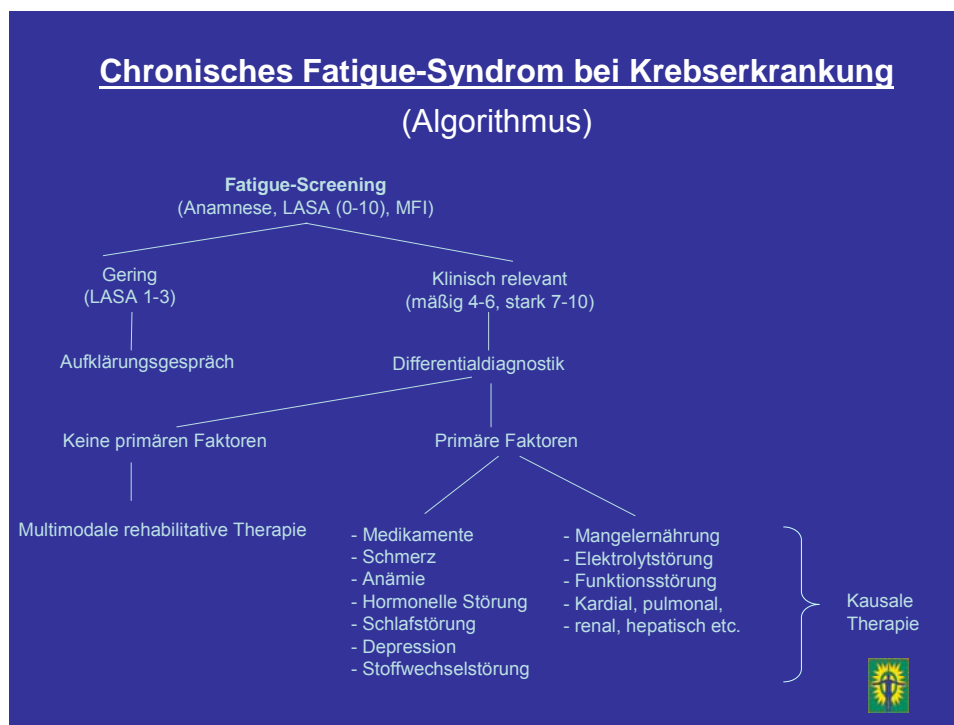 Chronisches Fatigue-Syndrom bei Krebserkrankung
(Algorithmus)
Fatigue-Screening
(Anamnese, LASA (0-10), MFI)
Gering
(LASA 1-3)
Klinisch relevant
(mäßig 4-6, stark 7-10)
Aufklärungsgespräch
Differentialdiagnostik
Keine primären Faktoren
Primäre Faktoren
Multimodale rehabilitative Therapie
- Medikamente
- Schmerz
- Anämie
- Hormonelle Störung
- Schlafstörung
- Depression
- Stoffwechselstörung
- Mangelernährung
- Elektrolytstörung
- Funktionsstörung
- Kardial, pulmonal,
- renal, hepatisch etc.
Kausale
Therapie